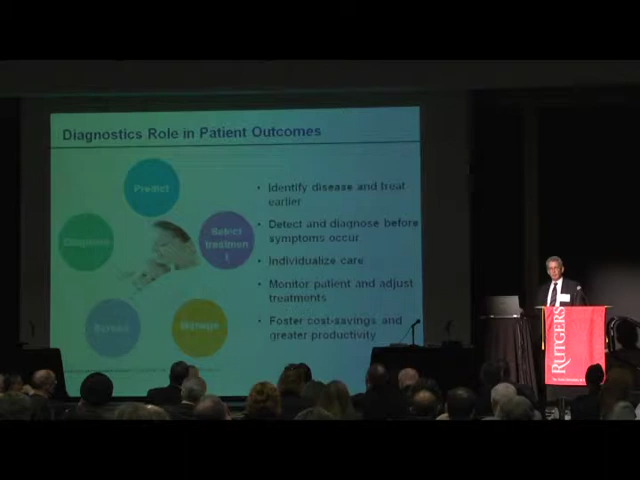 Diagnostics Role in Patient Outcomes
Predict
Select
treatmen
t
Manage
Screen
Diagnose
• Identify disease and treat
earlier
• Detect and diagnose before
symptoms occur
• Individualize care
• Monitor patient and adjust
treatments
• Foster cost-savings and
greater productivity
RUTGERS